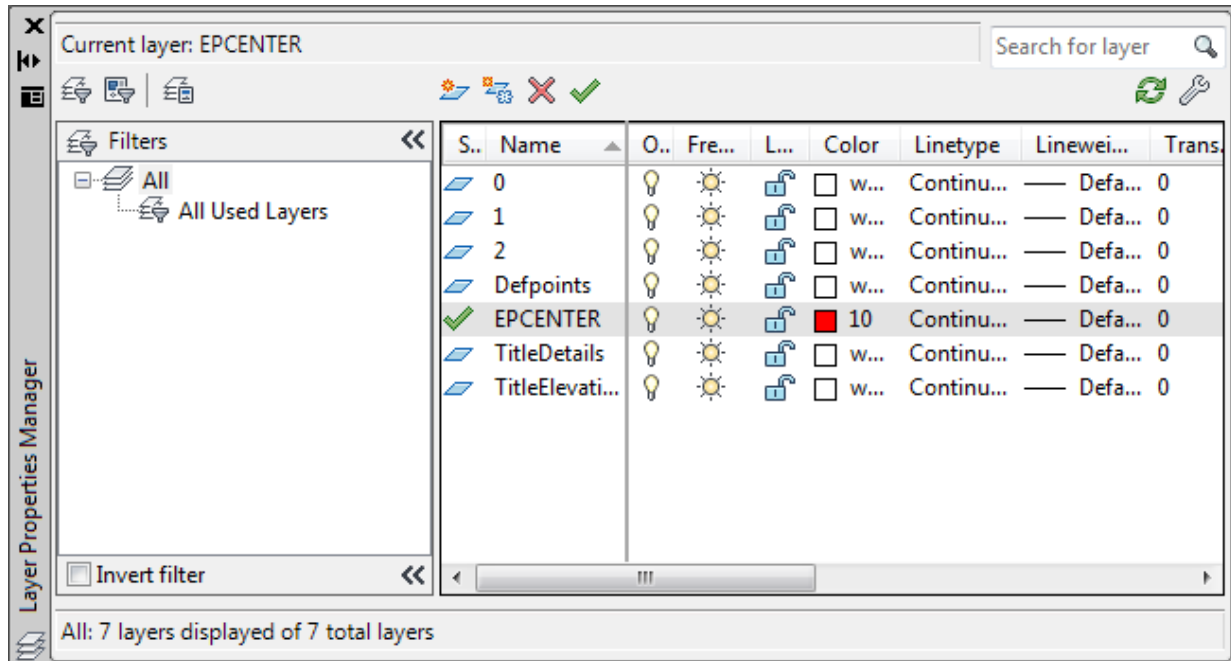 Current layer: EPCENTER
Search for layer
Filters
S.. Name O.. Fre... L... Color Linetype Linewei... Trans.
All
All Used Layers
0 w... Continu... Defa... 0
1 w... Continu... Defa... 0
2 w... Continu... Defa... 0
Defpoints w... Continu... Defa... 0
EPCENTER 10 Continu... Defa... 0
TitleDetails w... Continu... Defa... 0
TitleElevati... w... Continu... Defa... 0
Invert filter
All: 7 layers displayed of 7 total layers
Layer Properties Manager